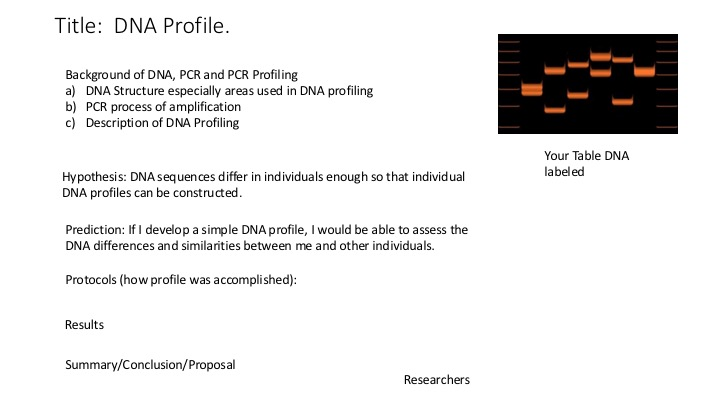 Title:  DNA Profile.
Background of DNA, PCR and PCR Profiling
a) DNA Structure especially areas used in DNA profiling
b) PCR process of amplification
c) Description of DNA Profiling
Your Table DNA
labeled
Hypothesis: DNA sequences differ in individuals enough so that individual
DNA profiles can be constructed.
Prediction: If I develop a simple DNA profile, I would be able to assess the
DNA differences and similarities between me and other individuals.
Protocols (how profile was accomplished):
Results
Summary/Conclusion/Proposal
Researchers